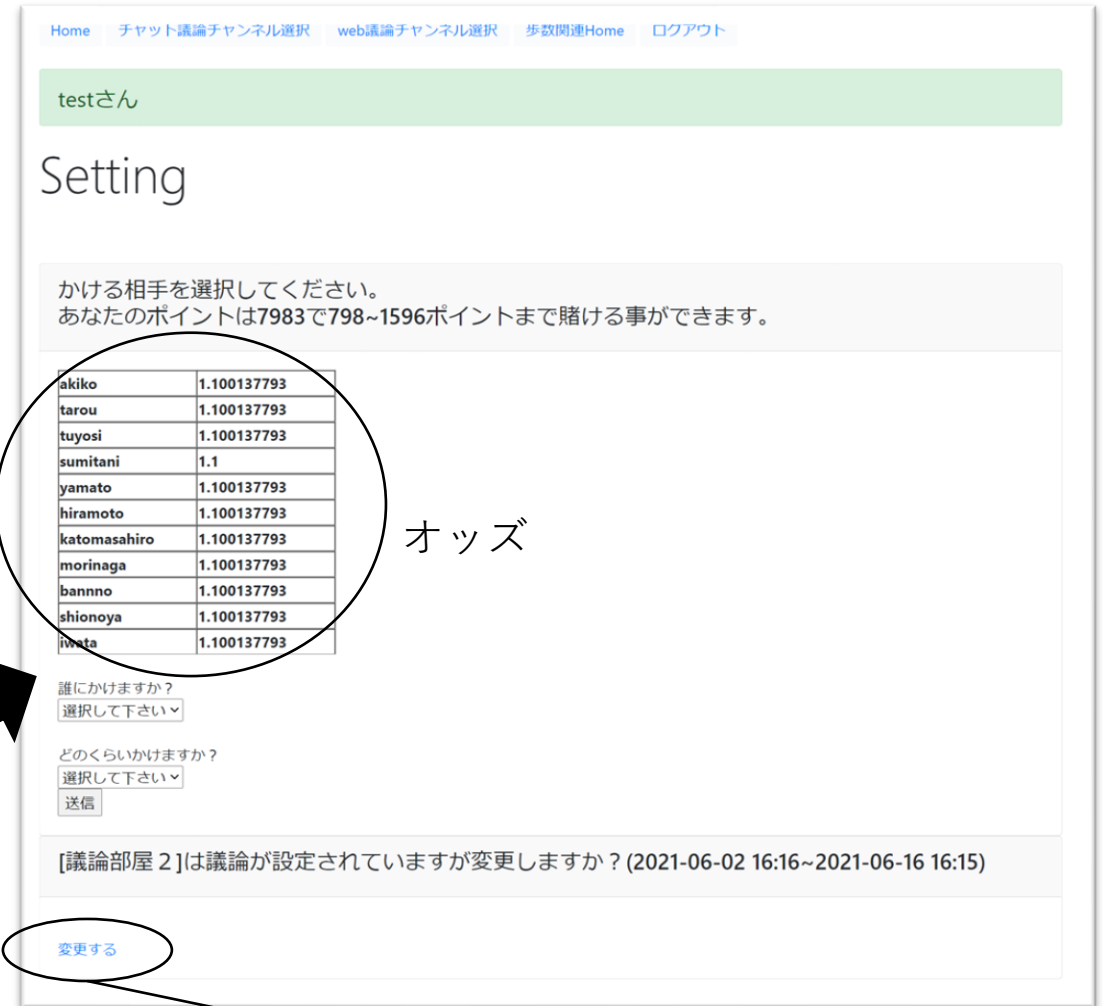 Home チャット議論チャンネル選択 web議論チャンネル選択 歩数関連Home ログアウト
testさん
Setting
かける相手を選択してください。
あなたのポイントは7983で798~1596ポイントまで賭ける事ができます。
akiko 1.100137793
tarou 1.100137793
tuyosi 1.100137793
sumitani 1.1
yamato 1.100137793
hiramoto 1.100137793
katomasahiro 1.100137793
morinaga 1.100137793
bannno 1.100137793
shionoya 1.100137793
iwata 1.100137793
オッズ
誰にかけますか？
選択して下さい
どのくらいかけますか？
選択して下さい
送信
[議論部屋２]は議論が設定されていますが変更しますか？(2021-06-02 16:16~2021-06-16 16:15)
変更する